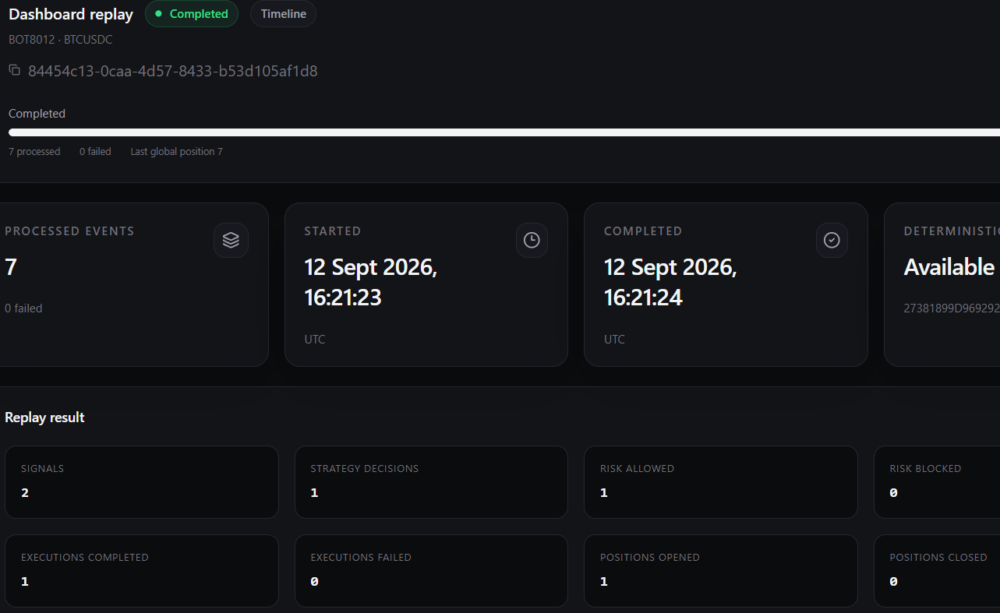 Dashboard replay Completed Timeline
BOT8012 · BTCUSDC
84454c13-0caa-4d57-8433-b53d105af1d8
Completed
7 processed 0 failed Last global position 7
PROCESSED EVENTS
7
0 failed
STARTED
12 Sept 2026,
16:21:23
UTC
COMPLETED
12 Sept 2026,
16:21:24
UTC
DETERMINISTIC
Available
27381899D969292
Replay result
SIGNALS
2
STRATEGY DECISIONS
1
RISK ALLOWED
1
RISK BLOCKED
0
EXECUTIONS COMPLETED
1
EXECUTIONS FAILED
0
POSITIONS OPENED
1
POSITIONS CLOSED
0